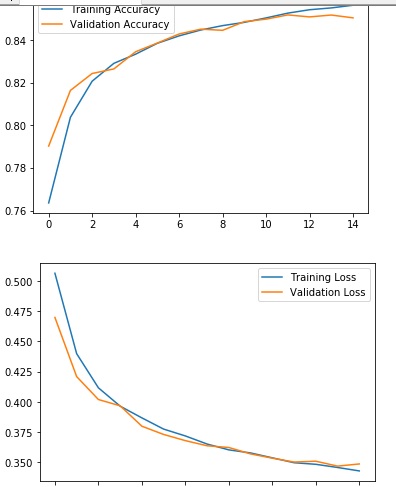 Training Accuracy
Validation Accuracy
0.84
0.82
0.80
0.78
0.76
0 2 4 6 8 10 12 14
Training Loss
Validation Loss
0.500
0.475
0.450
0.425
0.400
0.375
0.350